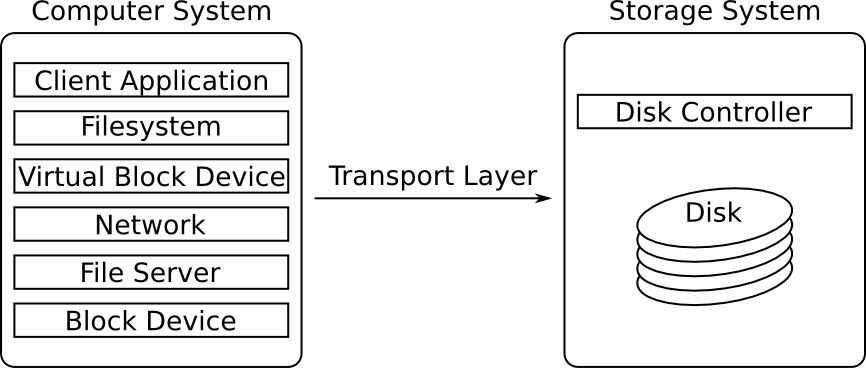 Computer System
Client Application
Filesystem
Virtual Block Device
Network
File Server
Block Device
Transport Layer
Storage System
Disk Controller
Disk